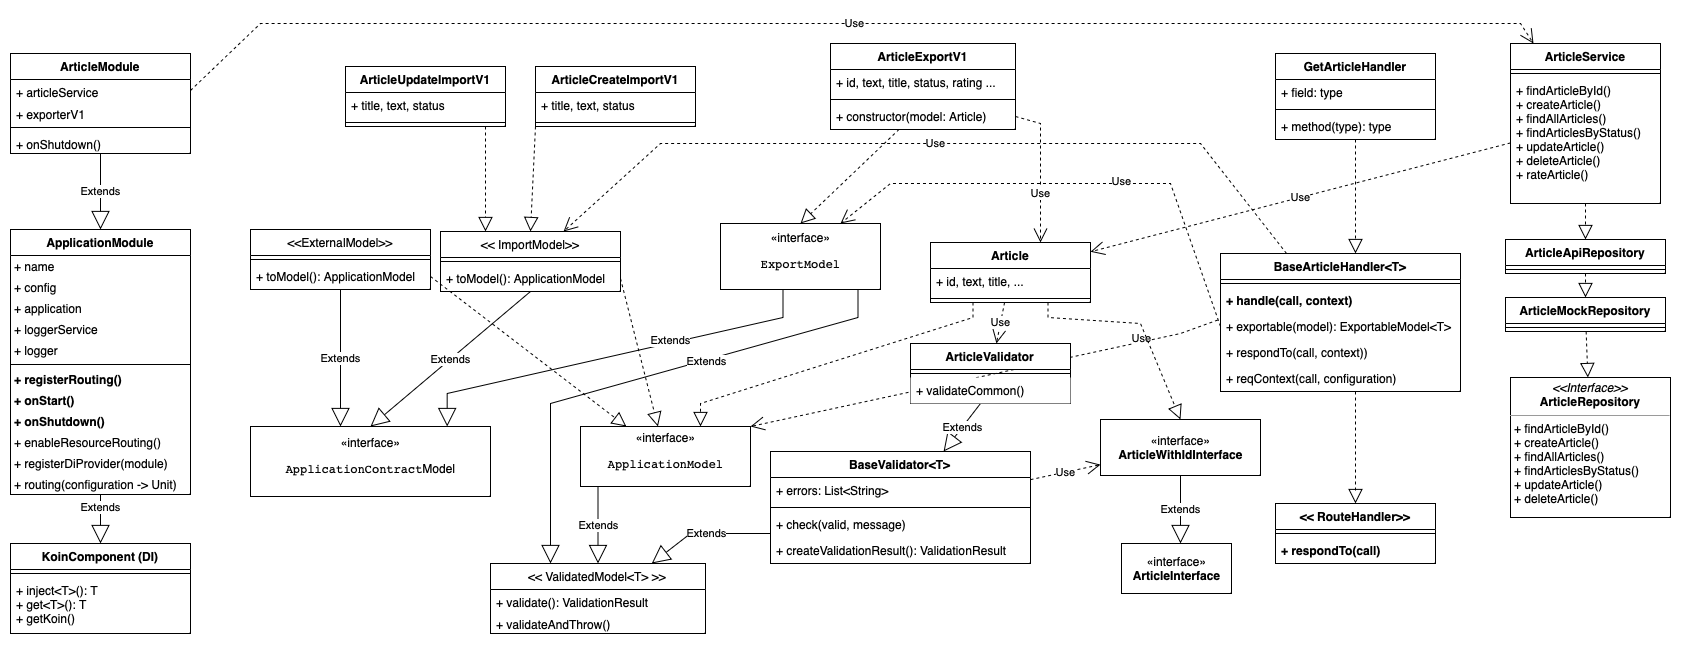 Use
ArticleModule
+ articleService
+ exporterV1
+ onShutdown()
Extends
ApplicationModule
+ name
+ config
+ application
+ loggerService
+ logger
+ registerRouting()
+ onStart()
+ onShutdown()
+ enableResourceRouting()
+ registerDiProvider(module)
+ routing(configuration -> Unit)
Extends
KoinComponent (DI)
+ inject<T>(): T
+ get<T>(): T
+ getKoin()
ArticleUpdateImportV1
+ title, text, status
ArticleCreateImportV1
+ title, text, status
<<ExternalModel>>
+ toModel(): ApplicationModel
<< ImportModel>>
+ toModel(): ApplicationModel
Extends
Extends
«interface»
ApplicationContractModel
ArticleExportV1
+ id, text, title, status, rating ...
+ constructor(model: Article)
Use
Use
Use
«interface»
ExportModel
Extends
Extends
Article
+ id, text, title, ...
Use
ArticleValidator
+ validateCommon()
Extends
«interface»
ApplicationModel
Extends
BaseValidator<T>
+ errors: List<String>
+ check(valid, message)
+ createValidationResult(): ValidationResult
Extends
<< ValidatedModel<T> >>
+ validate(): ValidationResult
+ validateAndThrow()
Use
Use
«interface»
ArticleWithIdInterface
Extends
«interface»
ArticleInterface
GetArticleHandler
+ field: type
+ method(type): type
Use
BaseArticleHandler<T>
+ handle(call, context)
+ exportable(model): ExportableModel<T>
+ respondTo(call, context))
+ reqContext(call, configuration)
<< RouteHandler>>
+ respondTo(call)
ArticleService
+ findArticleById()
+ createArticle()
+ findAllArticles()
+ findArticlesByStatus()
+ updateArticle()
+ deleteArticle()
+ rateArticle()
ArticleApiRepository
ArticleMockRepository
<<Interface>>
ArticleRepository
+ findArticleById()
+ createArticle()
+ findAllArticles()
+ findArticlesByStatus()
+ updateArticle()
+ deleteArticle()